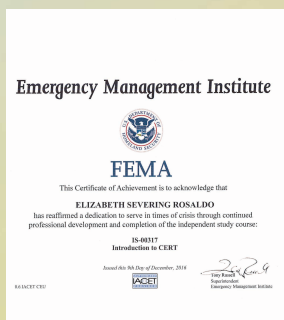 Emergency Management Institute
U.S. DEPARTMENT OF
HOMELAND SECURITY
FEMA
This Certificate of Achievement is to acknowledge that
ELIZABETH SEVERING ROSALDO
has reaffirmed a dedication to serve in times of crisis through continued
professional development and completion of the independent study course:
IS-00317
Introduction to CERT
Issued this 9th Day of December, 2016
IACET
Tony Russell
Superintendent
Emergency Management Institute
0.6 IACET CEU